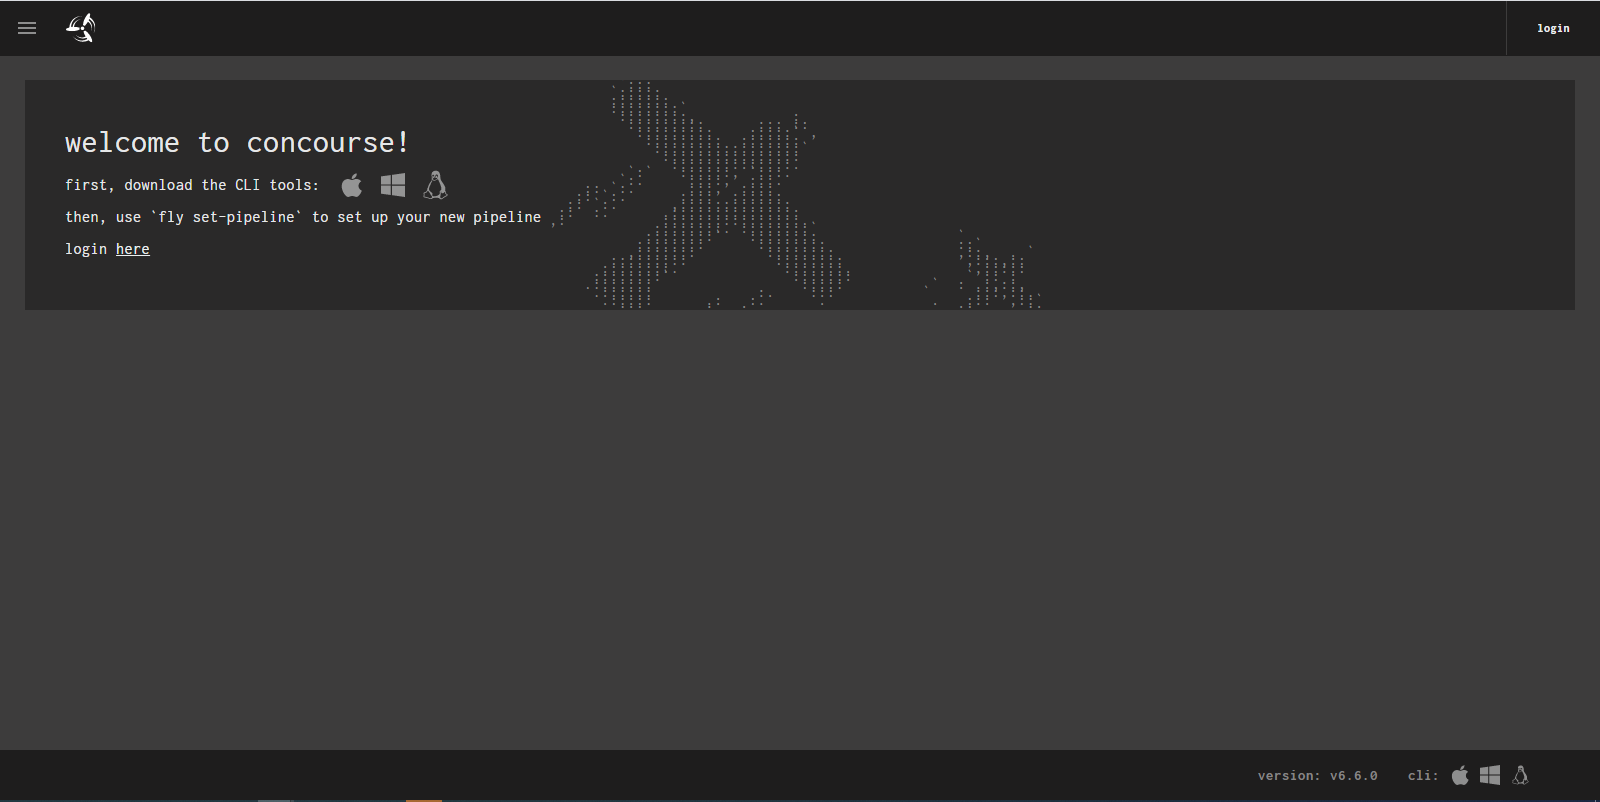 login
welcome to concourse!
first, download the CLI tools:
then, use `fly set-pipeline` to set up your new pipeline
login here
version: v6.6.0 cli: